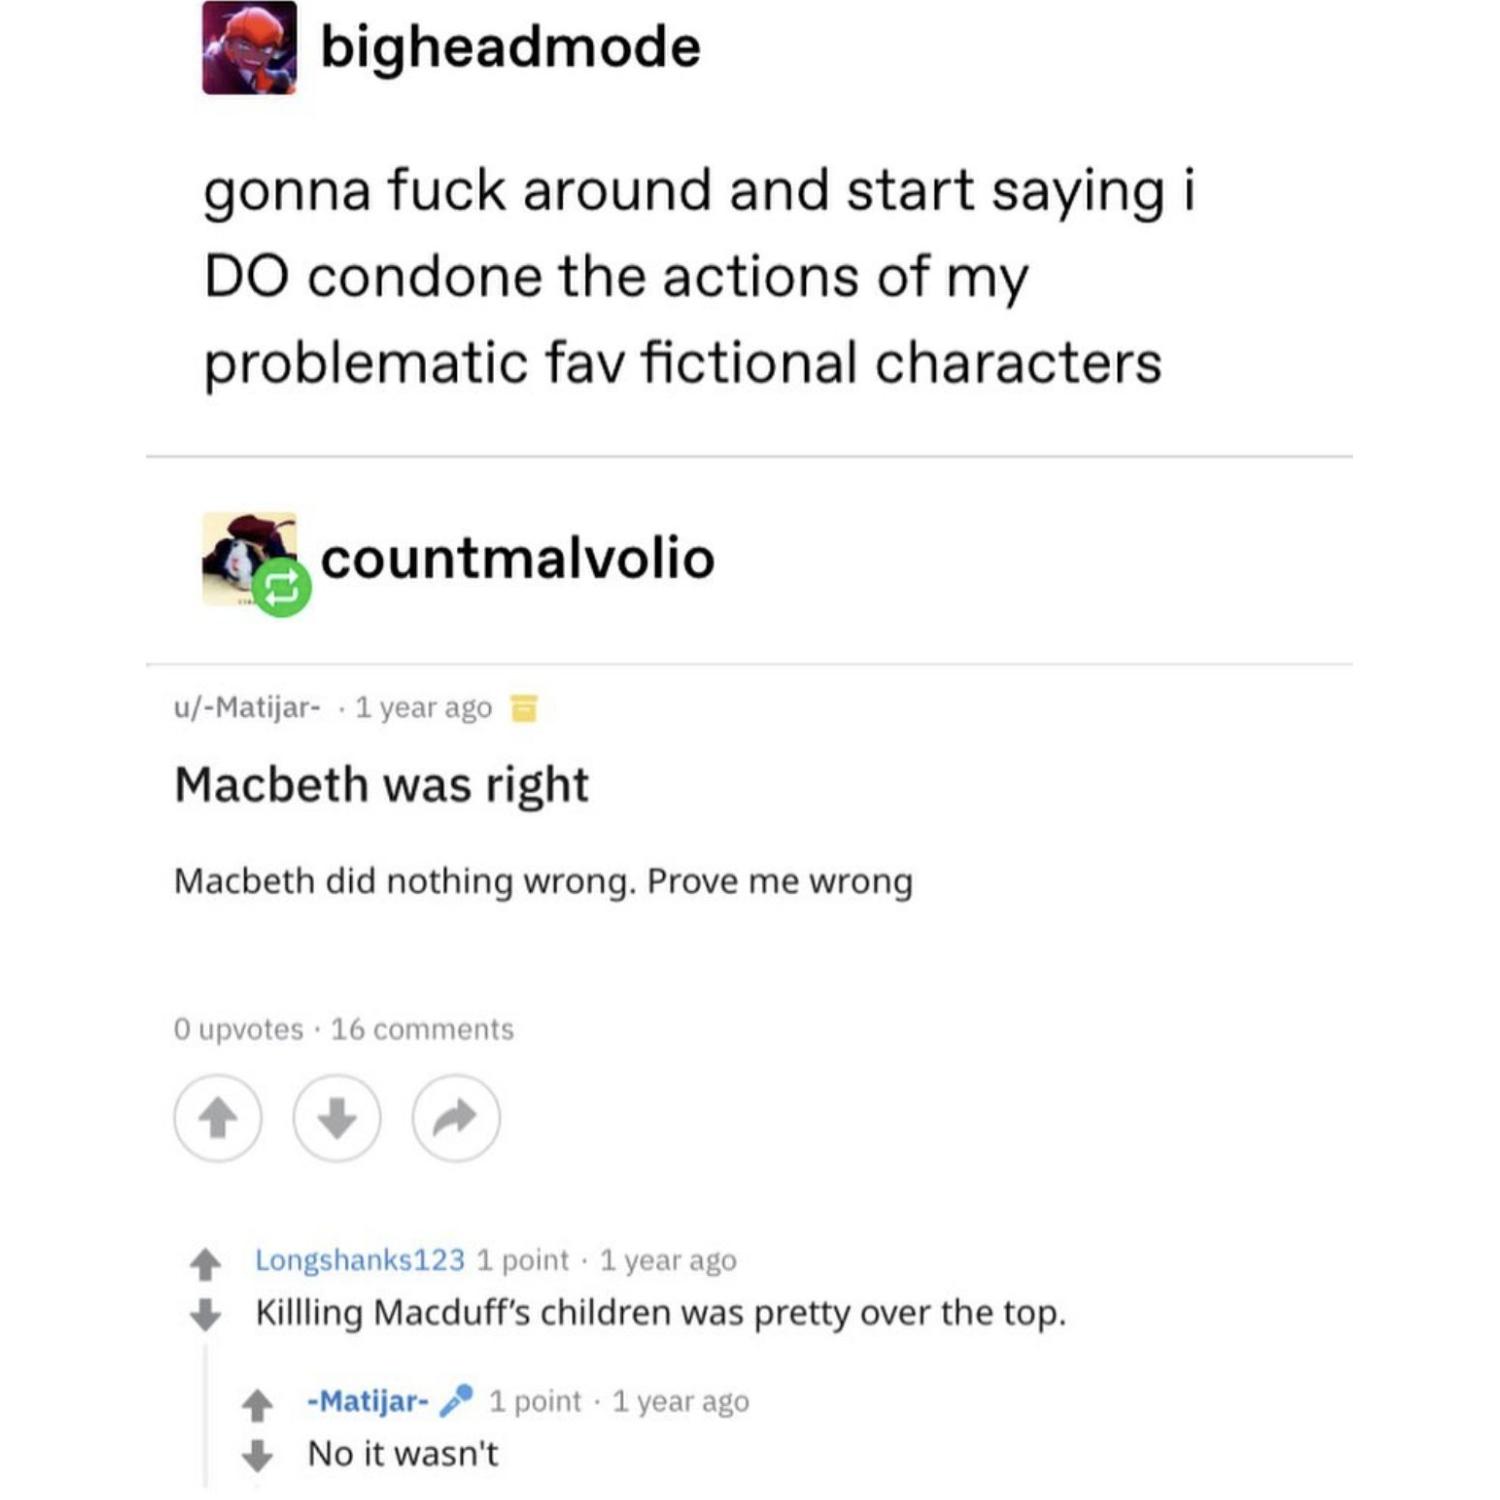 bigheadmode
gonna fuck around and start saying i
DO condone the actions of my
problematic fav fictional characters
countmalvolio
u/-Matijar- · 1 year ago
Macbeth was right
Macbeth did nothing wrong. Prove me wrong
0 upvotes · 16 comments
Longshanks123 1 point · 1 year ago
Killling Macduff’s children was pretty over the top.
-Matijar- 1 point · 1 year ago
No it wasn't